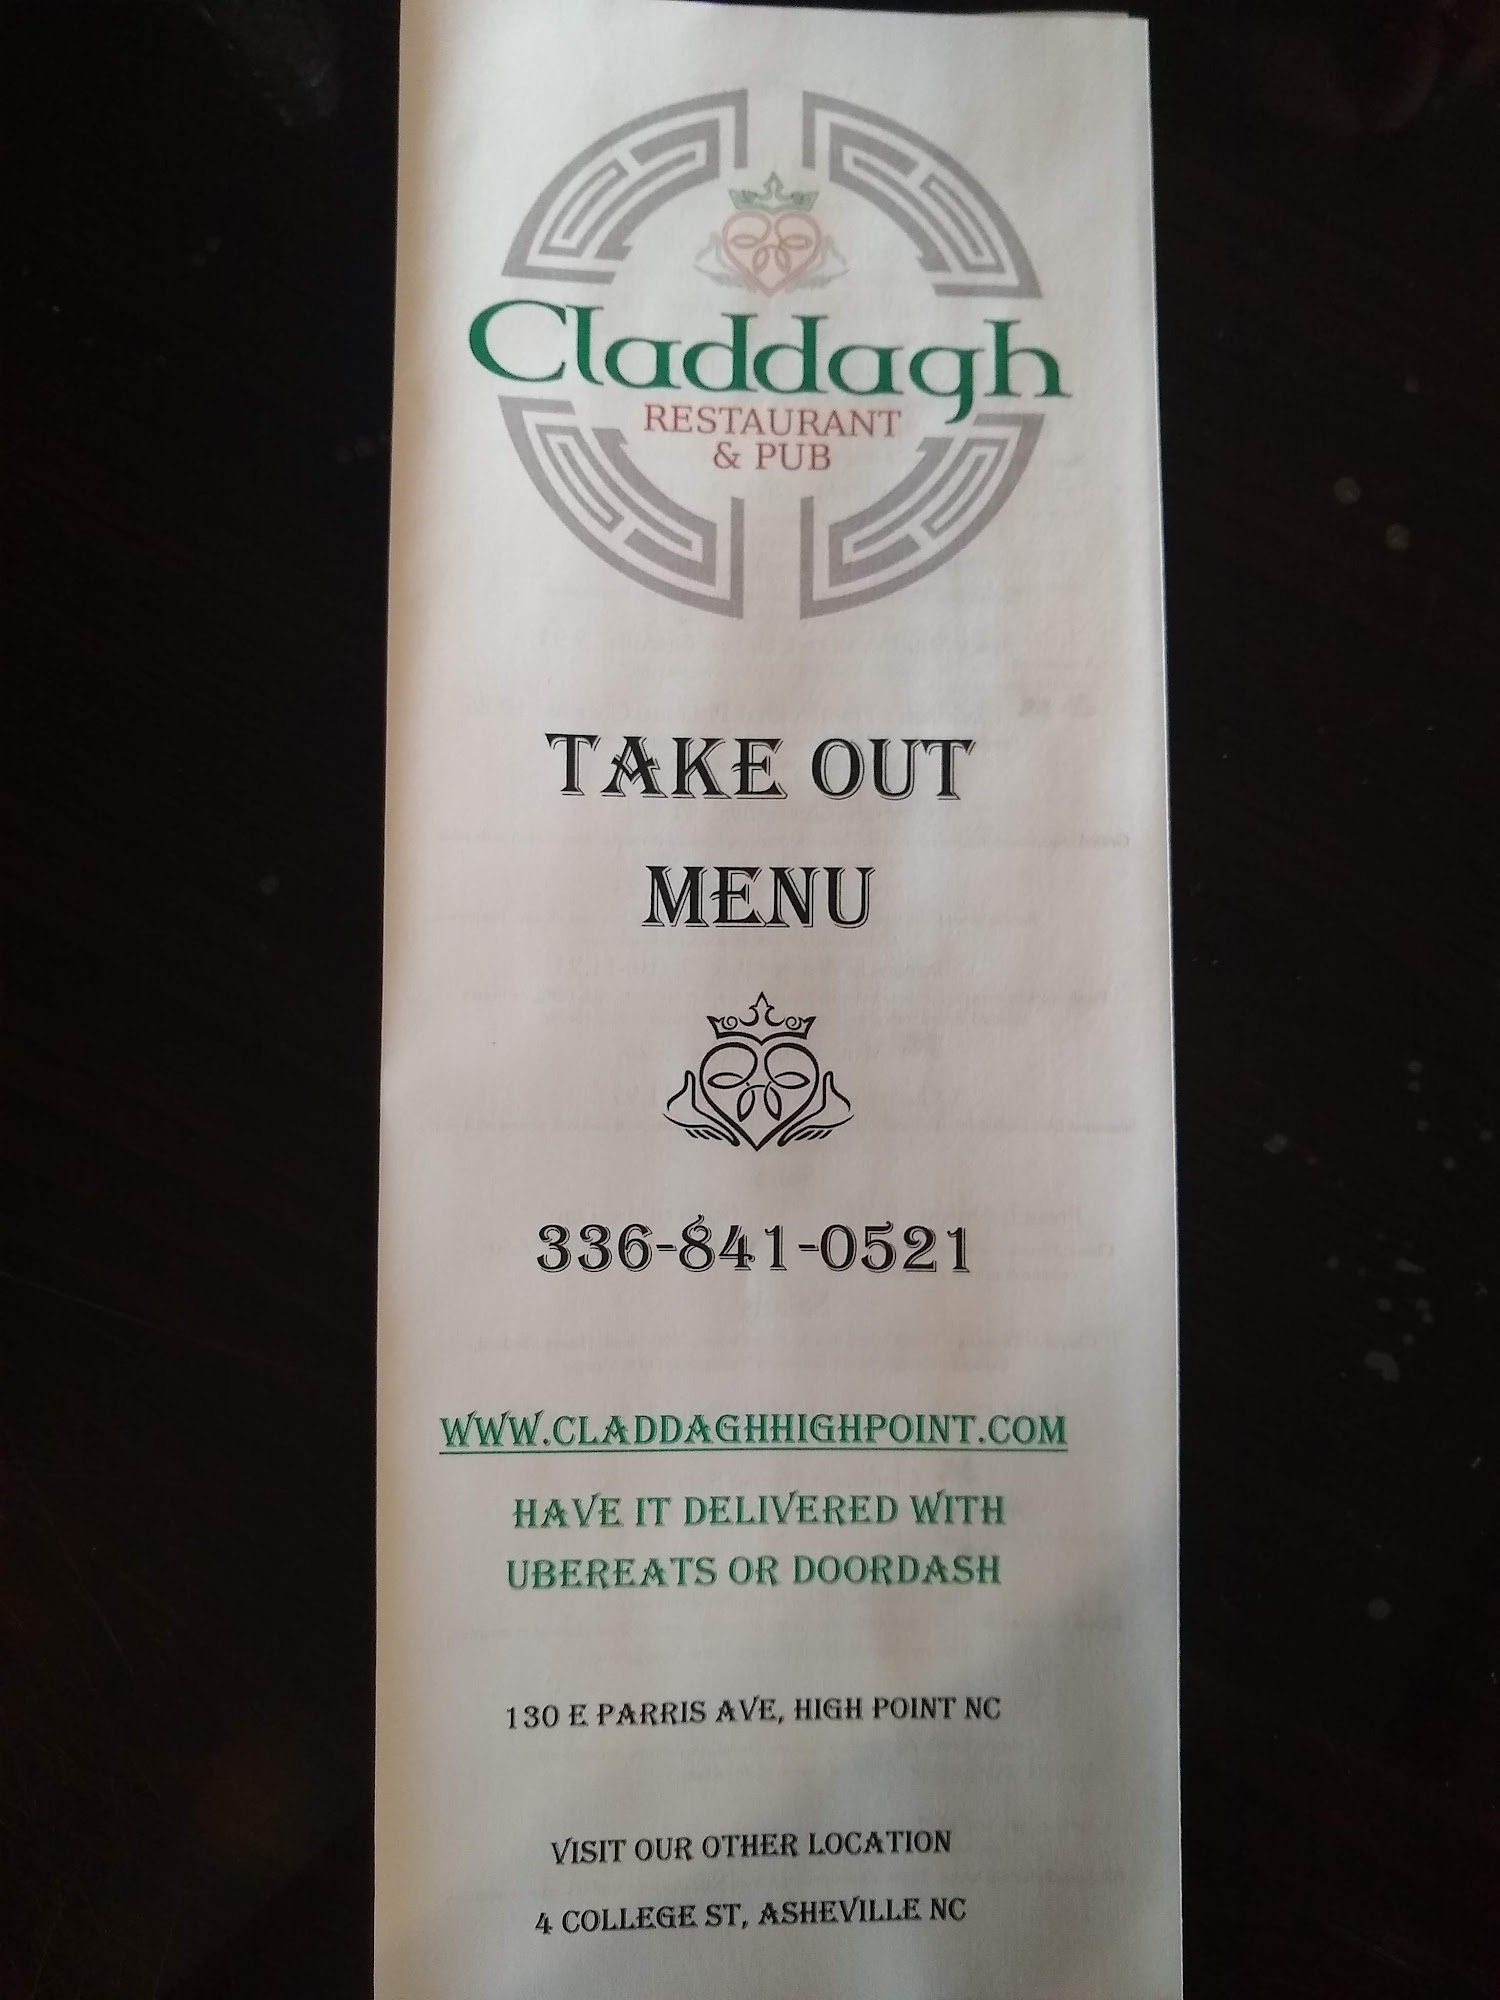 Claddagh
RESTAURANT
& PUB
TAKE OUT
MENU
336-841-0521
WWW.CLADDAGHHIGHPOINT.COM
HAVE IT DELIVERED WITH
UBEREATS OR DOORDASH
130 E PARRIS AVE, HIGH POINT NC
VISIT OUR OTHER LOCATION
4 COLLEGE ST, ASHEVILLE NC